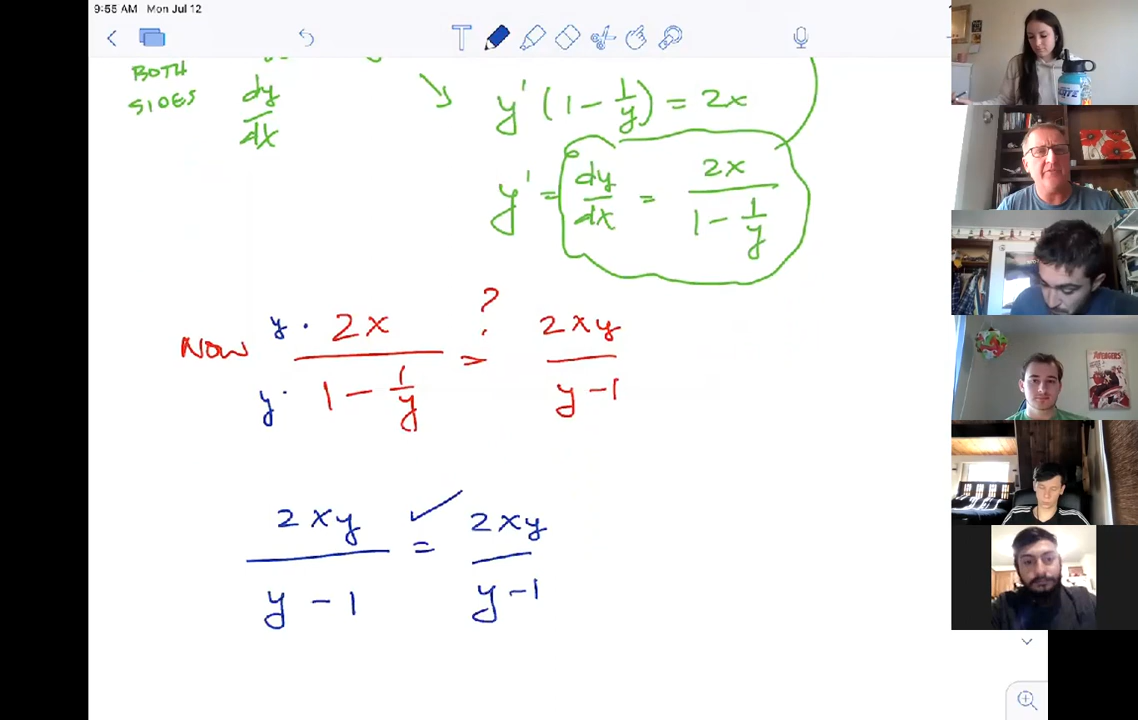 9:55 AM Mon Jul 12
BOTH
SIDES
dy
dx
y' (1 - 1/y) = 2x
y' = dy/dx = 2x / (1 - 1/y)
Now y · 2x / y · 1 - 1/y =? 2xy / y - 1
2xy / y - 1 = ✓ 2xy / y - 1
AVENGERS